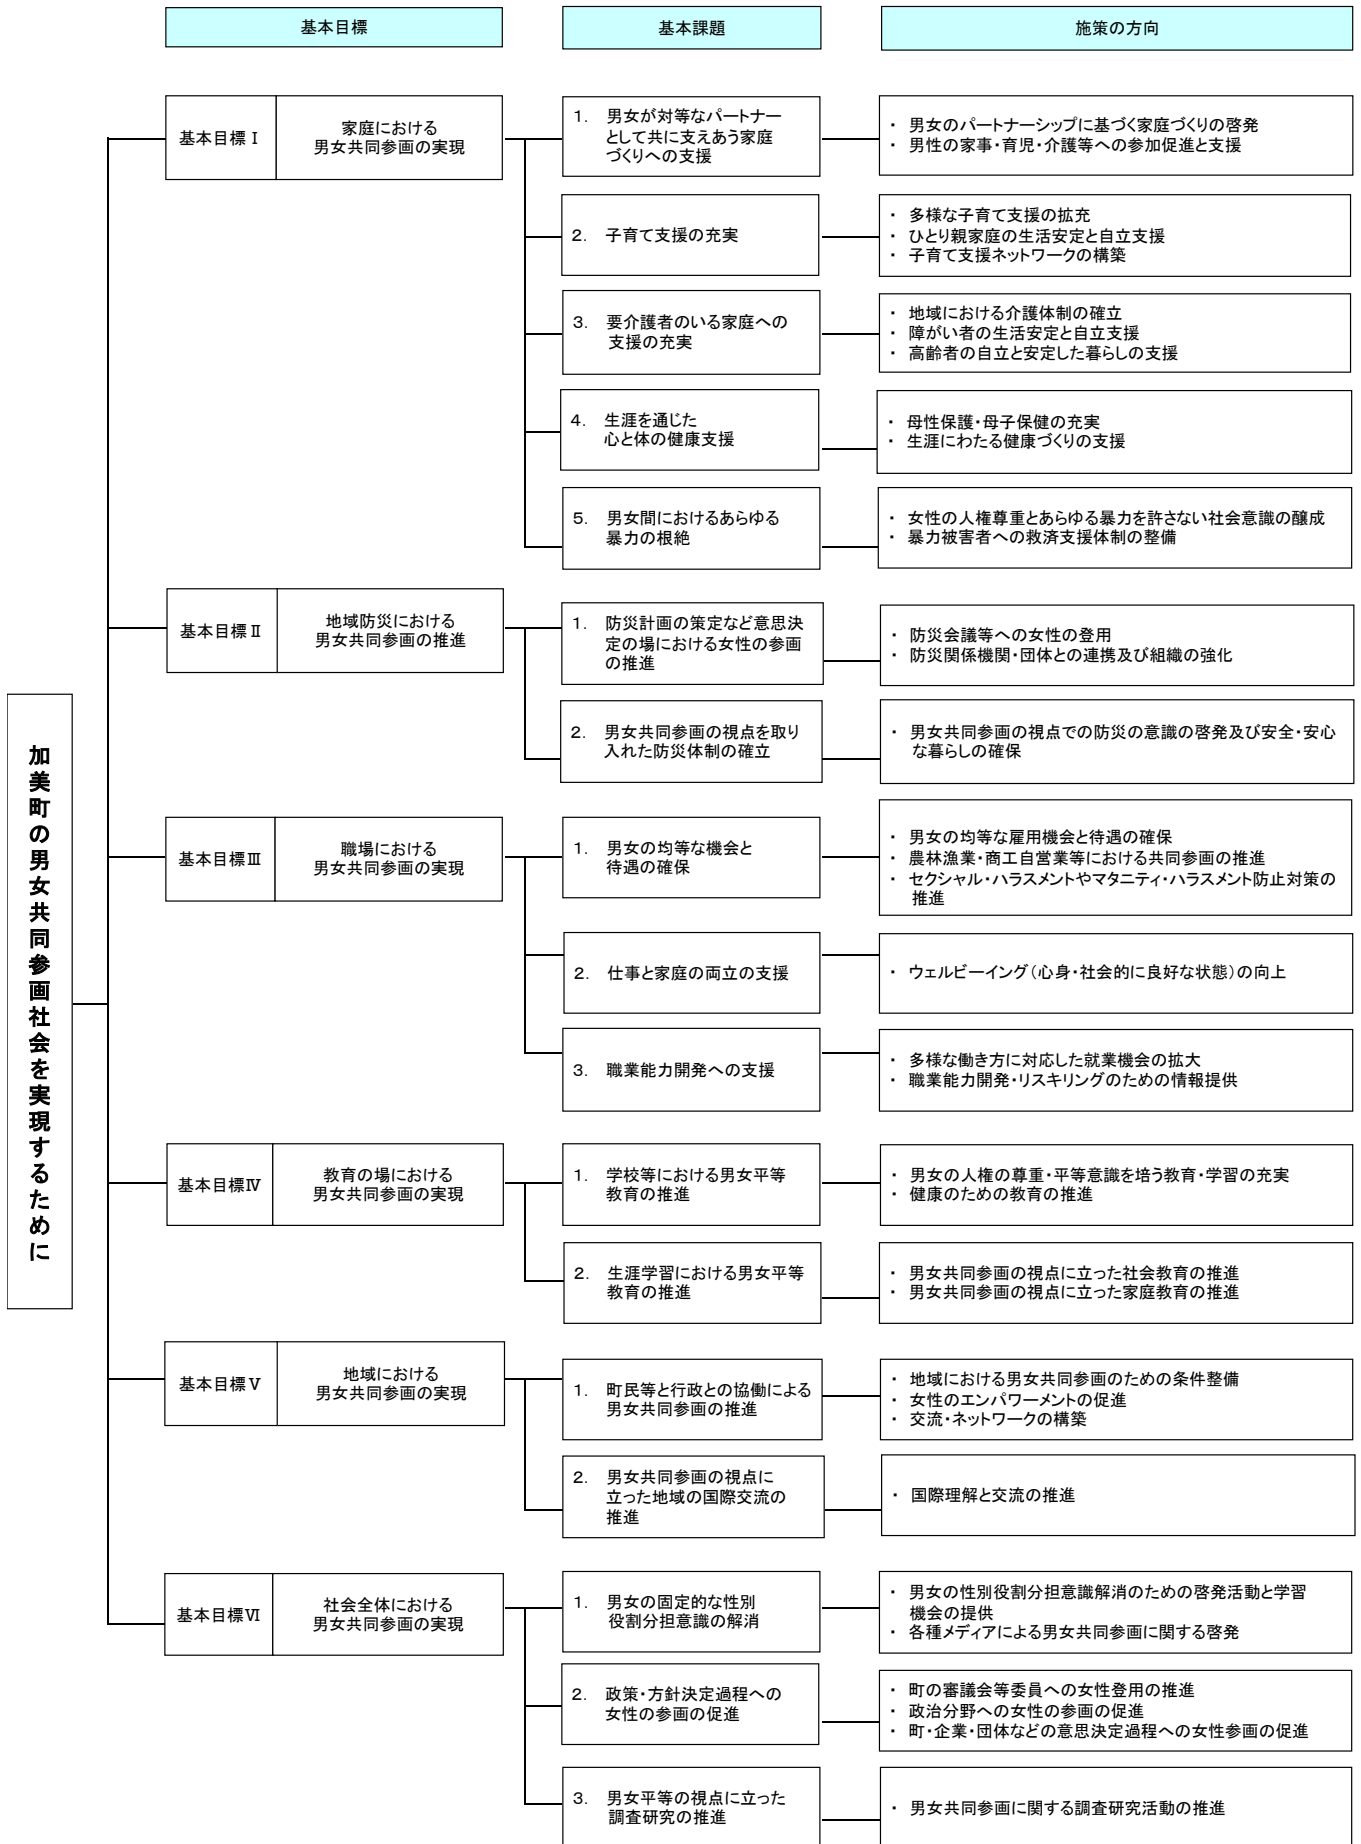 基本目標
基本課題
施策の方向
加美町の男女共同参画社会を実現するために
基本目標Ⅰ
家庭における
男女共同参画の実現
1. 男女が対等なパートナー
として共に支えあう家庭
づくりへの支援
・ 男女のパートナーシップに基づく家庭づくりの啓発
・ 男性の家事・育児・介護等への参加促進と支援
2. 子育て支援の充実
・ 多様な子育て支援の拡充
・ ひとり親家庭の生活安定と自立支援
・ 子育て支援ネットワークの構築
3. 要介護者のいる家庭への
支援の充実
・ 地域における介護体制の確立
・ 障がい者の生活安定と自立支援
・ 高齢者の自立と安定した暮らしの支援
4. 生涯を通じた
心と体の健康支援
・ 母性保護・母子保健の充実
・ 生涯にわたる健康づくりの支援
5. 男女間におけるあらゆる
暴力の根絶
・ 女性の人権尊重とあらゆる暴力を許さない社会意識の醸成
・ 暴力被害者への救済支援体制の整備
基本目標Ⅱ
地域防災における
男女共同参画の推進
1. 防災計画の策定など意思決
定の場における女性の参画
の推進
・ 防災会議等への女性の登用
・ 防災関係機関・団体との連携及び組織の強化
2. 男女共同参画の視点を取り
入れた防災体制の確立
・ 男女共同参画の視点での防災の意識の啓発及び安全・安心
な暮らしの確保
基本目標Ⅲ
職場における
男女共同参画の実現
1. 男女の均等な機会と
待遇の確保
・ 男女の均等な雇用機会と待遇の確保
・ 農林漁業・商工自営業等における共同参画の推進
・ セクシャル・ハラスメントやマタニティ・ハラスメント防止対策の
推進
2. 仕事と家庭の両立の支援
・ ウェルビーイング(心身・社会的に良好な状態)の向上
3. 職業能力開発への支援
・ 多様な働き方に対応した就業機会の拡大
・ 職業能力開発・リスキリングのための情報提供
基本目標Ⅳ
教育の場における
男女共同参画の実現
1. 学校等における男女平等
教育の推進
・ 男女の人権の尊重・平等意識を培う教育・学習の充実
・ 健康のための教育の推進
2. 生涯学習における男女平等
教育の推進
・ 男女共同参画の視点に立った社会教育の推進
・ 男女共同参画の視点に立った家庭教育の推進
基本目標Ⅴ
地域における
男女共同参画の実現
1. 町民等と行政との協働による
男女共同参画の推進
・ 地域における男女共同参画のための条件整備
・ 女性のエンパワーメントの促進
・ 交流・ネットワークの構築
2. 男女共同参画の視点に
立った地域の国際交流の
推進
・ 国際理解と交流の推進
基本目標Ⅵ
社会全体における
男女共同参画の実現
1. 男女の固定的な性別
役割分担意識の解消
・ 男女の性別役割分担意識解消のための啓発活動と学習
機会の提供
・ 各種メディアによる男女共同参画に関する啓発
2. 政策・方針決定過程への
女性の参画の促進
・ 町の審議会等委員への女性登用の推進
・ 政治分野への女性の参画の促進
・ 町・企業・団体などの意思決定過程への女性参画の促進
3. 男女平等の視点に立った
調査研究の推進
・ 男女共同参画に関する調査研究活動の推進